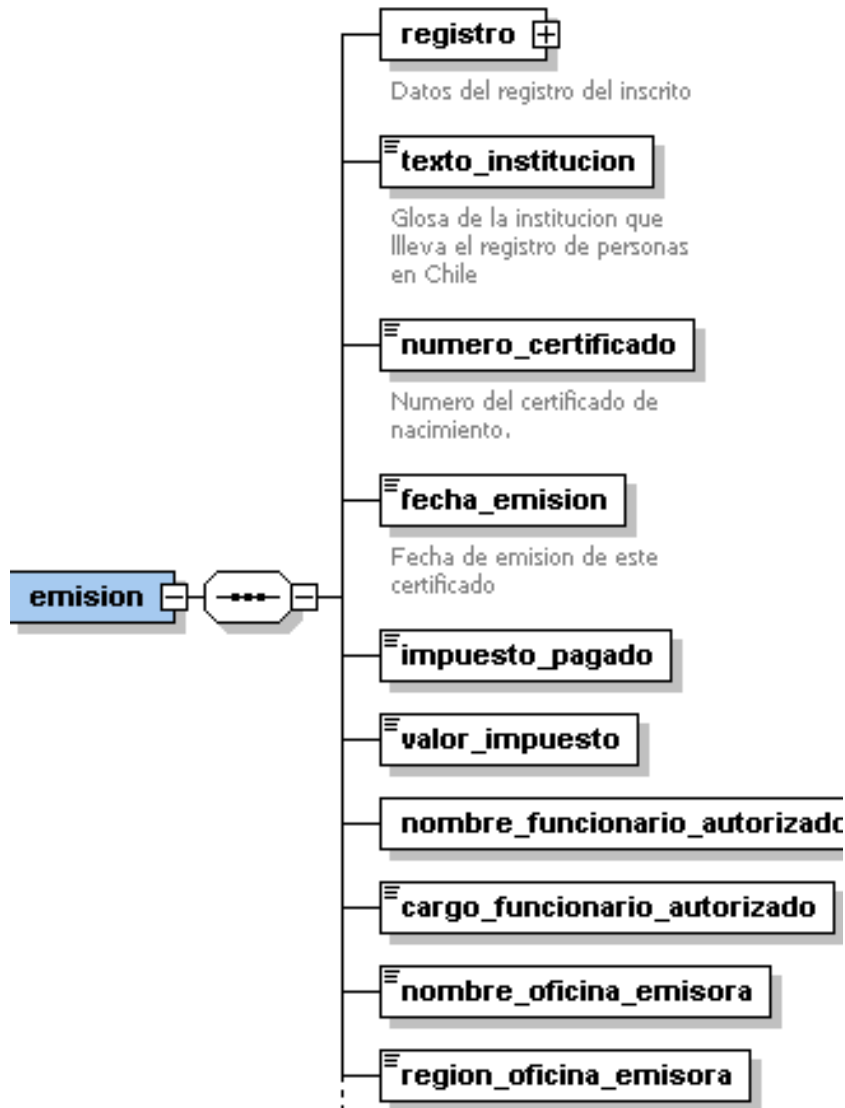 registro
Datos del registro del inscrito
texto_institucion
Glosa de la institucion que
llleva el registro de personas
en Chile
numero_certificado
Numero del certificado de
nacimiento.
fecha_emision
Fecha de emision de este
certificado
emision
impuesto_pagado
valor_impuesto
nombre_funcionario_autorizado
cargo_funcionario_autorizado
nombre_oficina_emisora
region_oficina_emisora